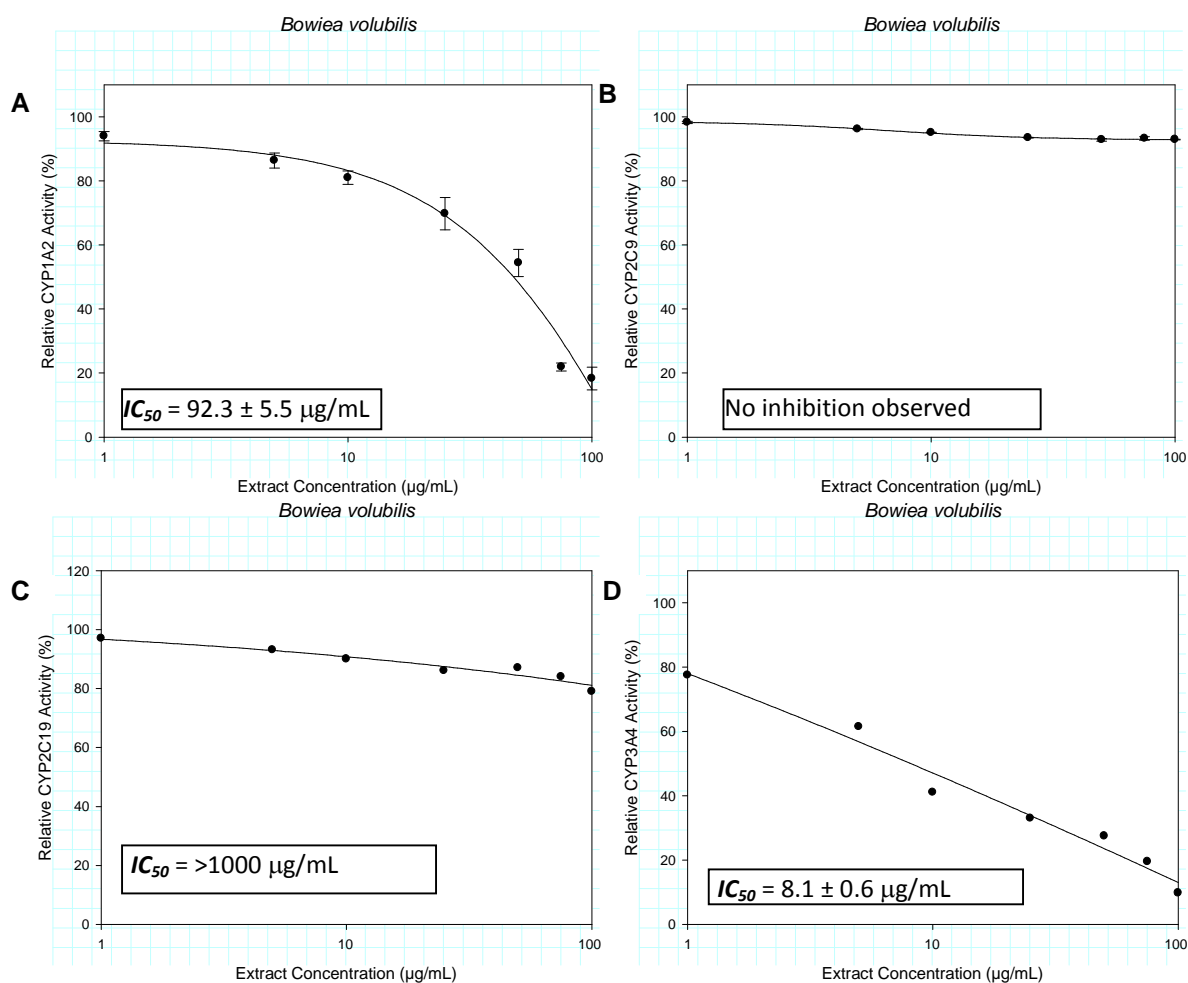 Bowiea volubilis
A
Relative CYP1A2 Activity (%)
100
80
60
40
20
0
IC50 = 92.3 ± 5.5 μg/mL
1
10
100
Extract Concentration (µg/mL)
Bowiea volubilis
B
Relative CYP2C9 Activity (%)
100
80
60
40
20
0
No inhibition observed
1
10
100
Extract Concentration (µg/mL)
Bowiea volubilis
C
Relative CYP2C19 Activity (%)
120
100
80
60
40
20
0
IC50 = >1000 μg/mL
1
10
100
Extract Concentration (µg/mL)
Bowiea volubilis
D
Relative CYP3A4 Activity (%)
100
80
60
40
20
0
IC50 = 8.1 ± 0.6 μg/mL
1
10
100
Extract Concentration (µg/mL)